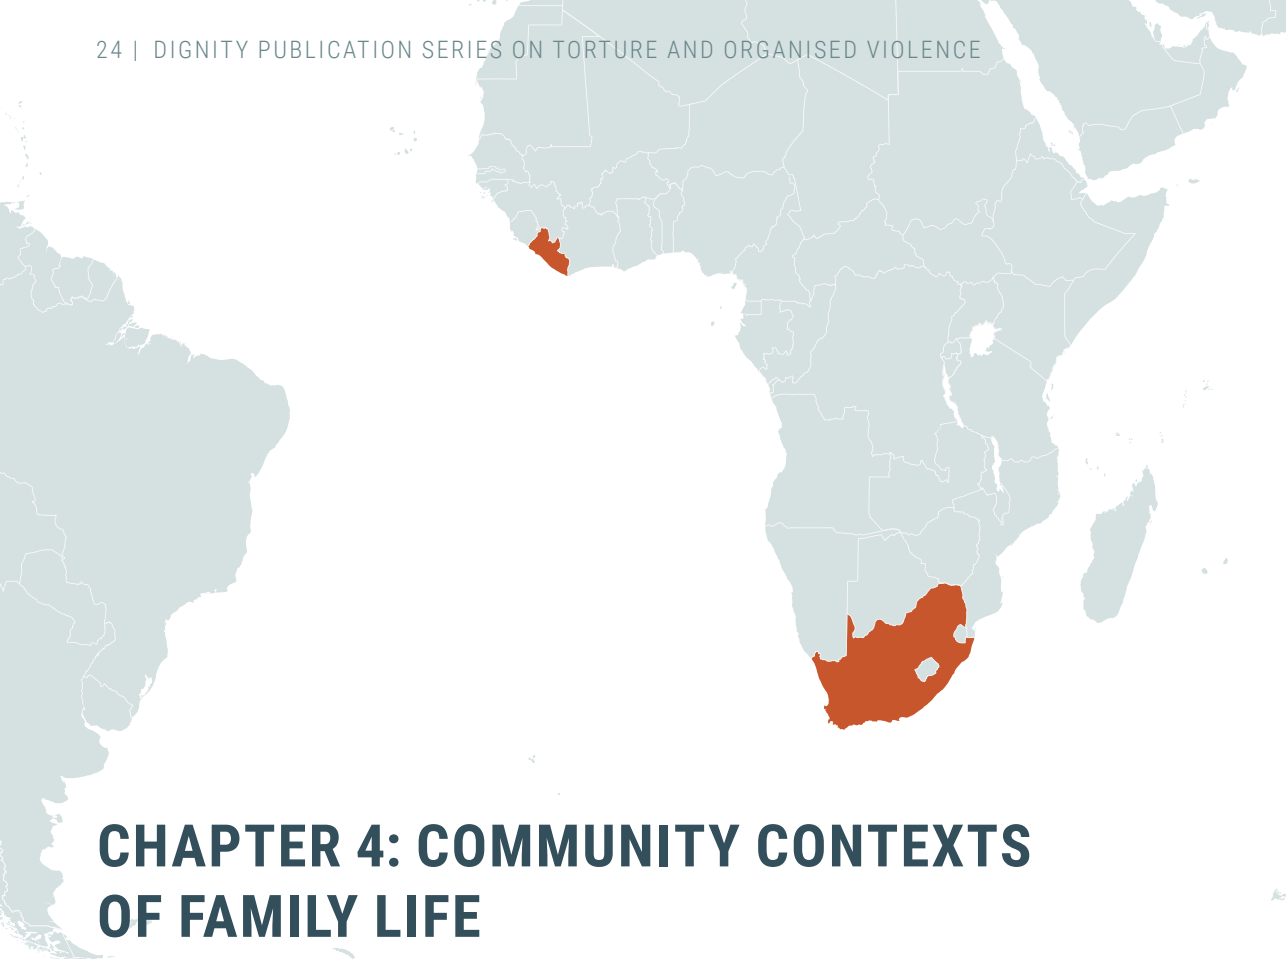 24 | DIGNITY PUBLICATION SERIES ON TORTURE AND ORGANISED VIOLENCE
CHAPTER 4: COMMUNITY CONTEXTS
OF FAMILY LIFE